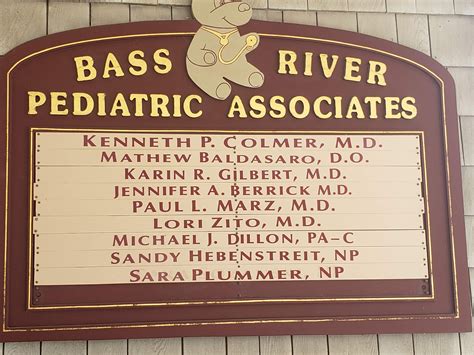 BASS RIVER
PEDIATRIC ASSOCIATES
KENNETH P. COLMER, M.D.
MATHEW BALDASARO, D.O.
KARIN R. GILBERT, M.D.
JENNIFER A. BERRICK M.D.
PAUL L. MARZ, M.D.
LORI ZITO, M.D.
MICHAEL J. DILLON, PA-C
SANDY HEBENSTREIT, NP
SARA PLUMMER, NP